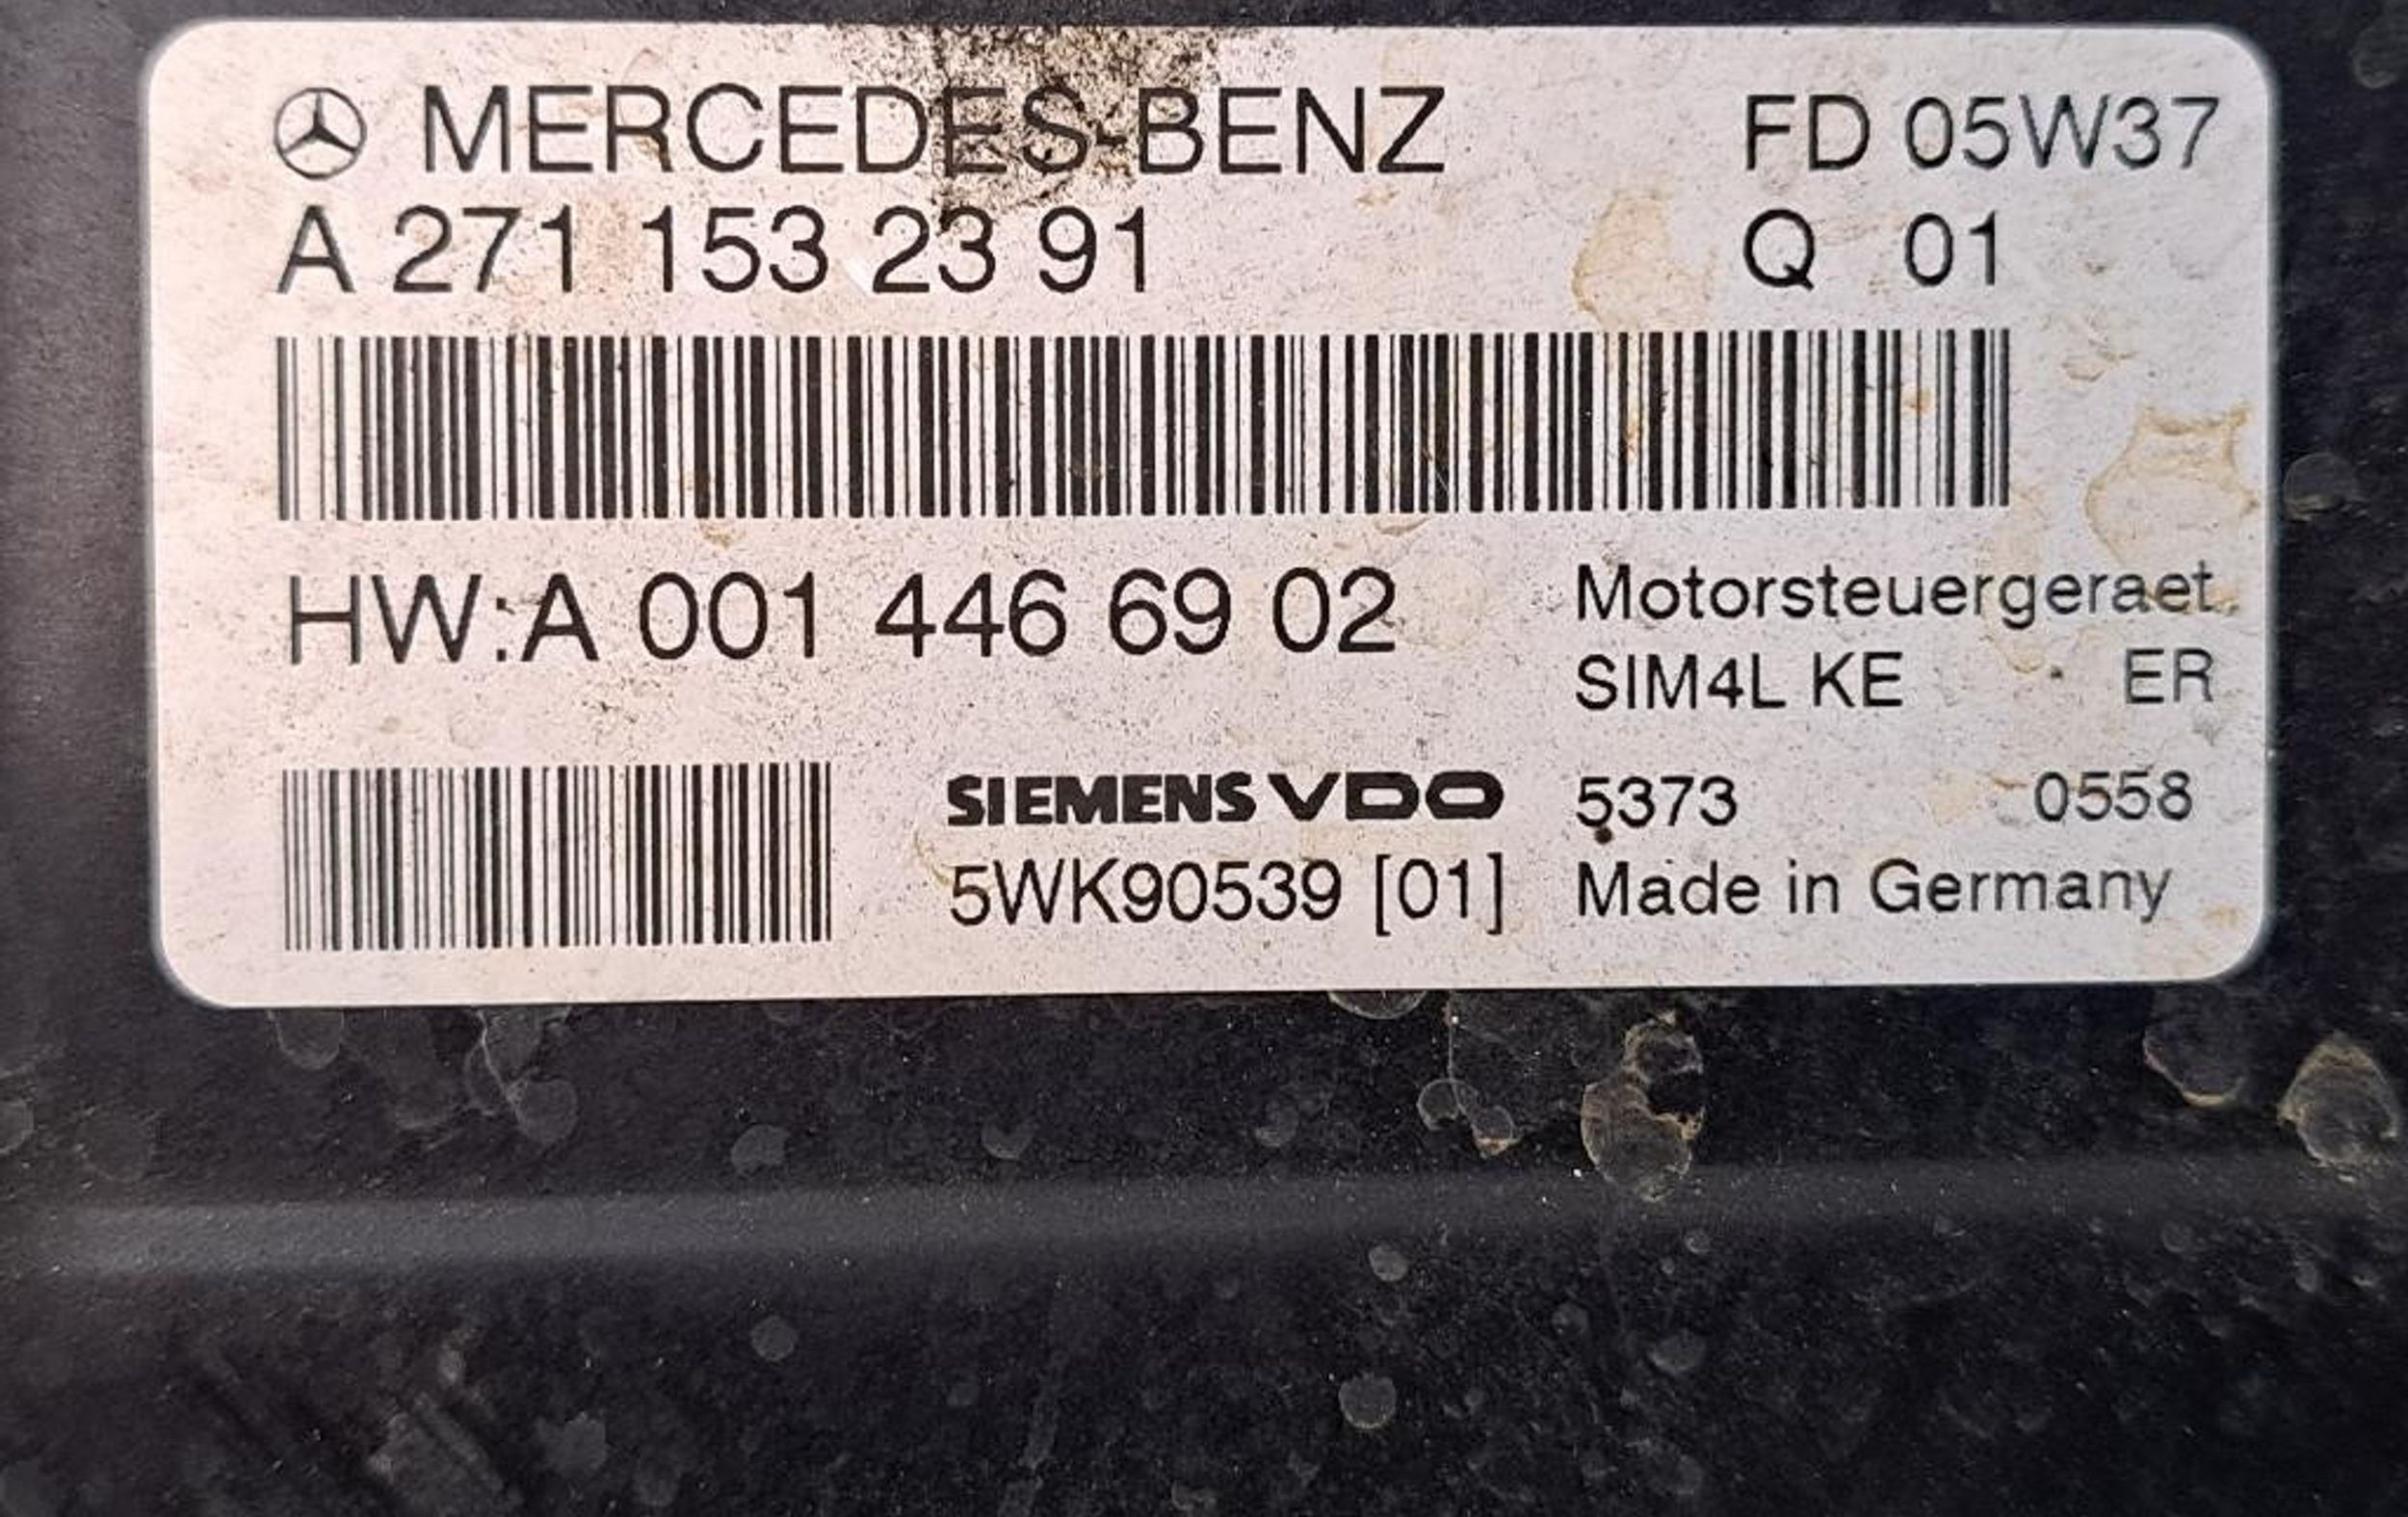 MERCEDES-BENZ FD 05W37
A 271 153 23 91 Q 01
HW:A 001 446 69 02
Motorsteuergeraet
SIM4L KE ER
SIEMENS VDO 5373 0558
5WK90539 [01] Made in Germany